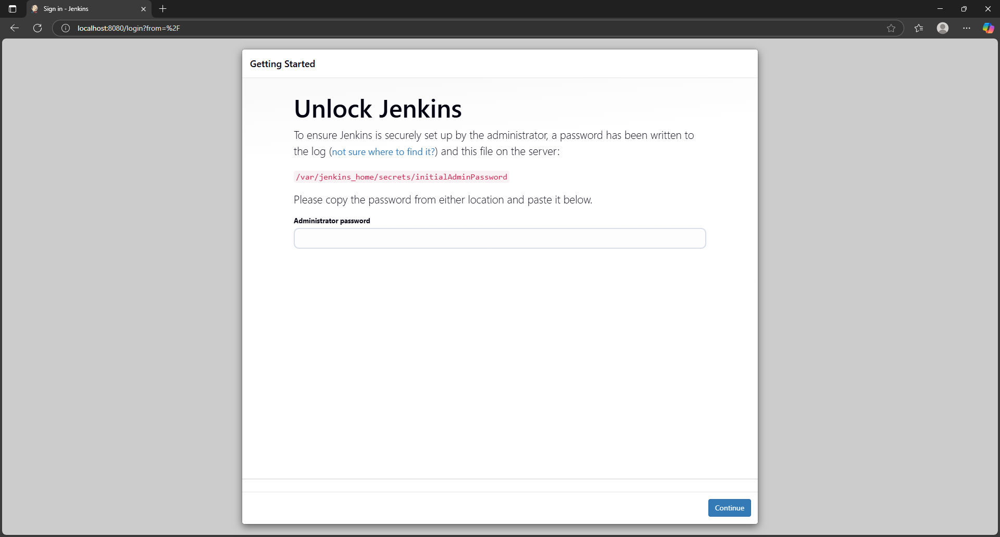 Sign in - Jenkins
localhost:8080/login?from=%2F
Getting Started
Unlock Jenkins
To ensure Jenkins is securely set up by the administrator, a password has been written to
the log (not sure where to find it?) and this file on the server:
/var/jenkins_home/secrets/initialAdminPassword
Please copy the password from either location and paste it below.
Administrator password
Continue